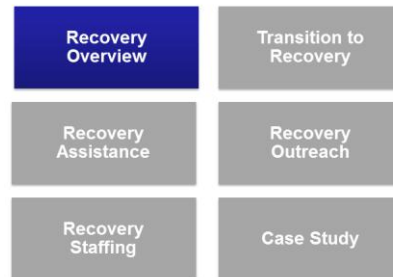 Recovery
Overview
Transition to
Recovery
Recovery
Assistance
Recovery
Outreach
Recovery
Staffing
Case Study